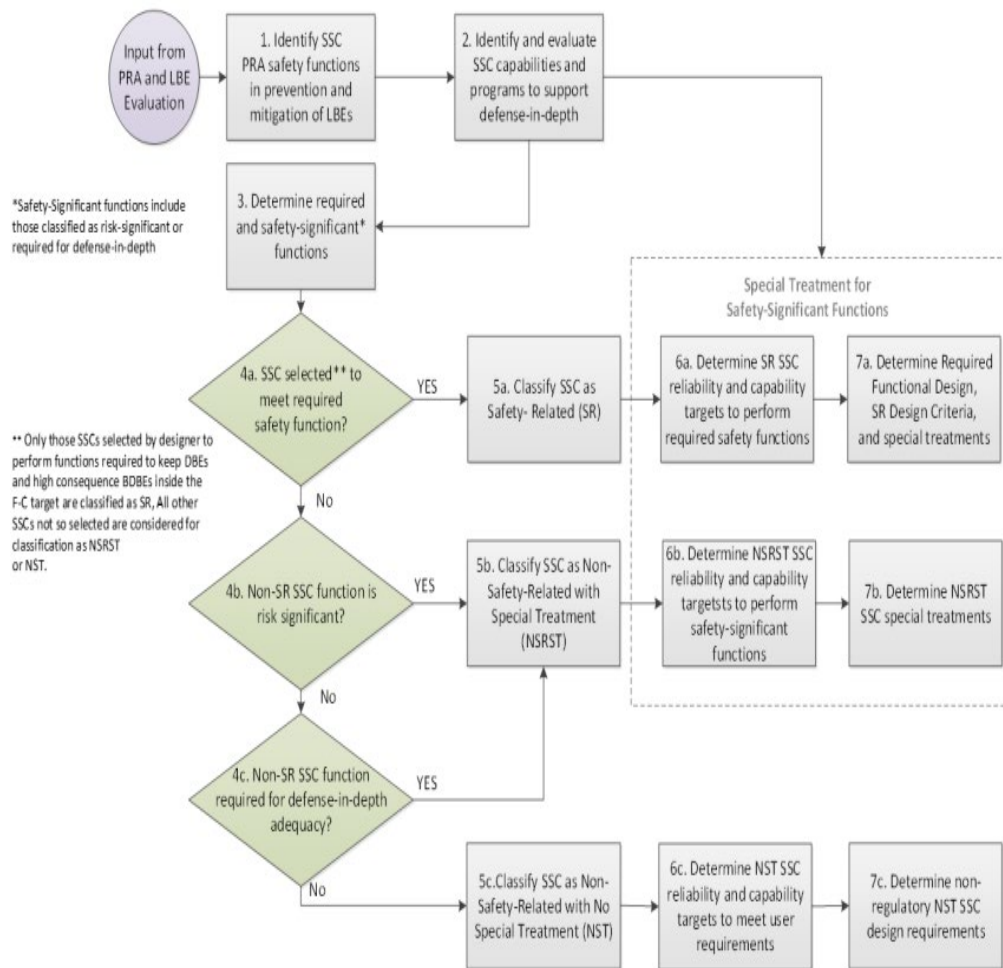 Input from
PRA and LBE
Evaluation
1. Identify SSC
PRA safety functions
in prevention and
mitigation of LBEs
2. Identify and evaluate
SSC capabilities and
programs to support
defense-in-depth
*Safety-Significant functions include
those classified as risk-significant or
required for defense-in-depth
3. Determine required
and safety-significant*
functions
Special Treatment for
Safety-Significant Functions
4a. SSC selected** to
meet required
safety function?
YES
5a. Classify SSC as
Safety- Related (SR)
6a. Determine SR SSC
reliability and capability
targets to perform
required safety functions
7a. Determine Required
Functional Design,
SR Design Criteria,
and special treatments
** Only those SSCs selected by designer to
perform functions required to keep DBEs
and high consequence BDBEs inside the
F-C target are classified as SR, All other
SSCs not so selected are considered for
classification as NSRST
or NST.
No
4b. Non-SR SSC function is
risk significant?
YES
5b. Classify SSC as Non-
Safety-Related with
Special Treatment
(NSRST)
6b. Determine NSRST SSC
reliability and capability
targetsts to perform
safety-significant
functions
7b. Determine NSRST
SSC special treatments
No
4c. Non-SR SSC function
required for defense-in-depth
adequacy?
YES
No
5c.Classify SSC as Non-
Safety-Related with No
Special Treatment (NST)
6c. Determine NST SSC
reliability and capability
targets to meet user
requirements
7c. Determine non-
regulatory NST SSC
design requirements